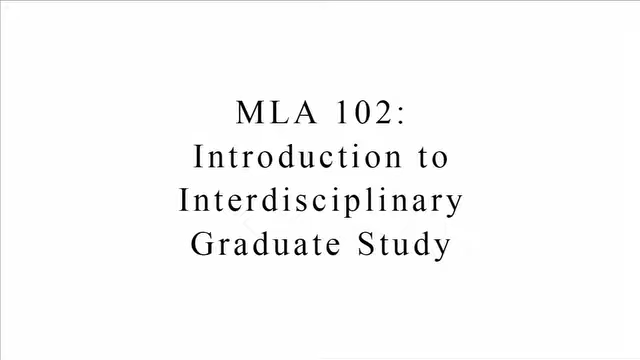 MLA 102:
Introduction to
Interdisciplinary
Graduate Study